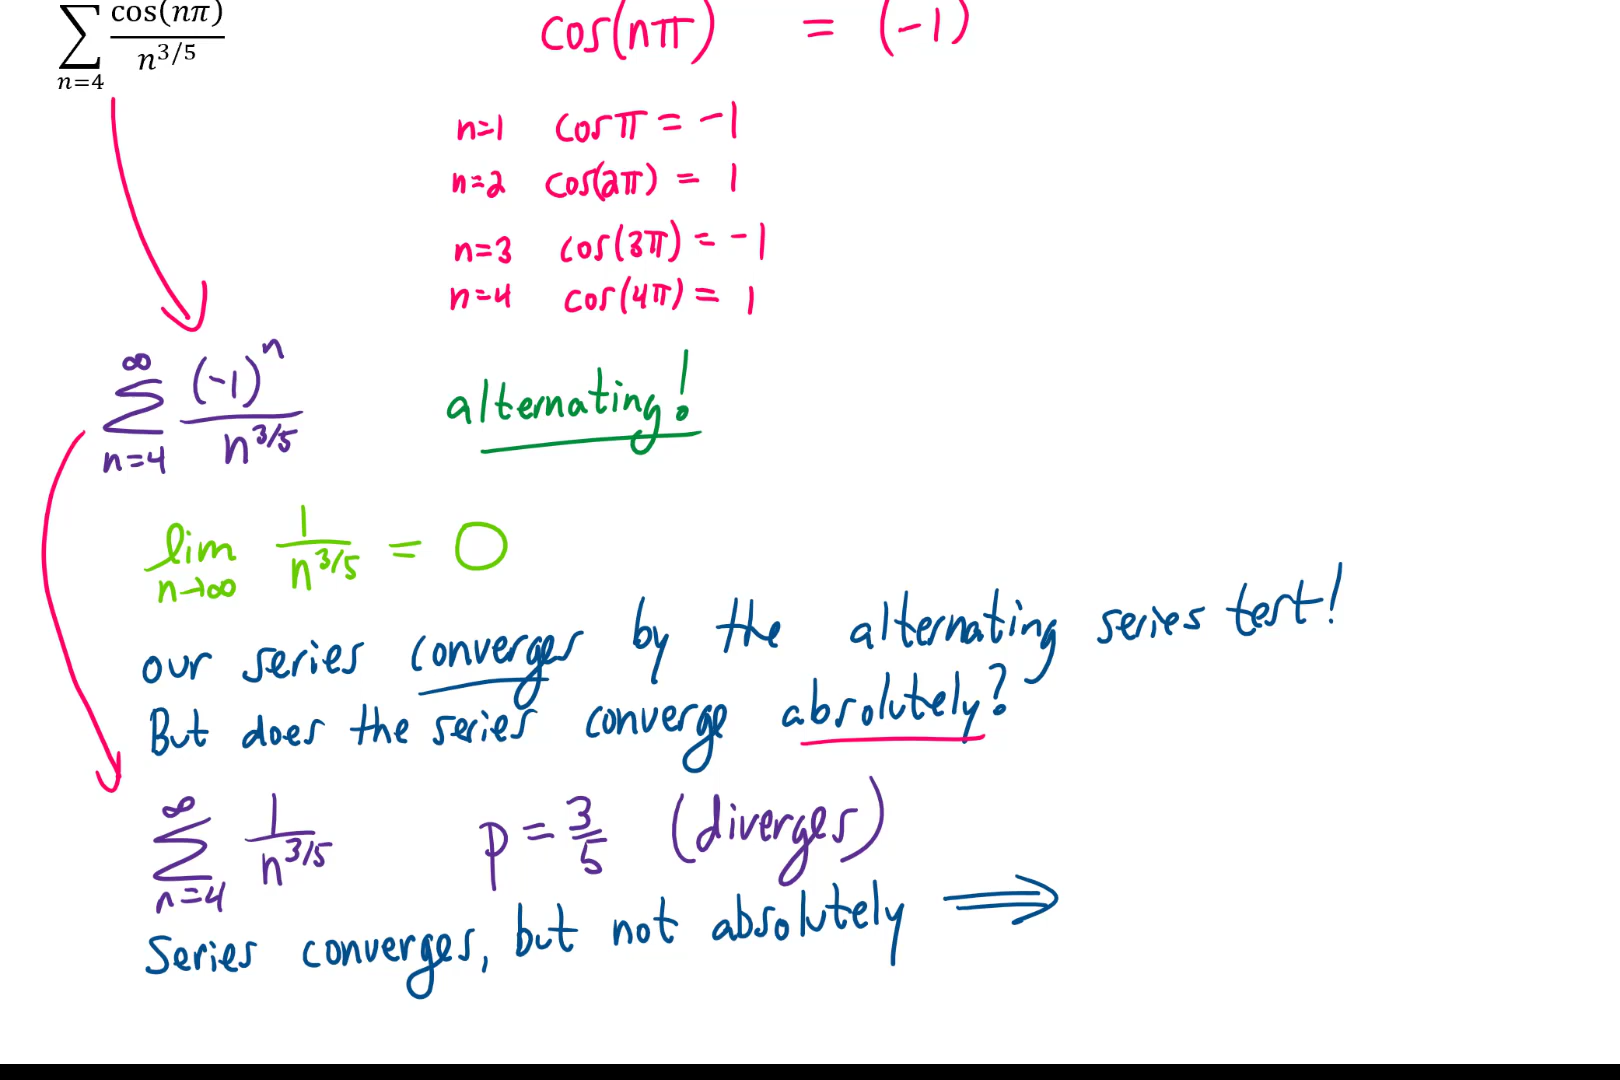 ∑ cos(nπ)/n^{3/5} n=4
cos(nπ) = (-1)
n=1 cosπ = -1
n=2 cos(2π) = 1
n=3 cos(3π) = -1
n=4 cos(4π) = 1
∞ ∑ n=4 (-1)^n / n^{3/5} alternating!
lim n→∞ 1/n^{3/5} = 0
our series converges by the alternating series test!
But does the series converge absolutely?
∞ ∑ n=4 1/n^{3/5} p = 3/5 (diverges)
Series converges, but not absolutely ⟹